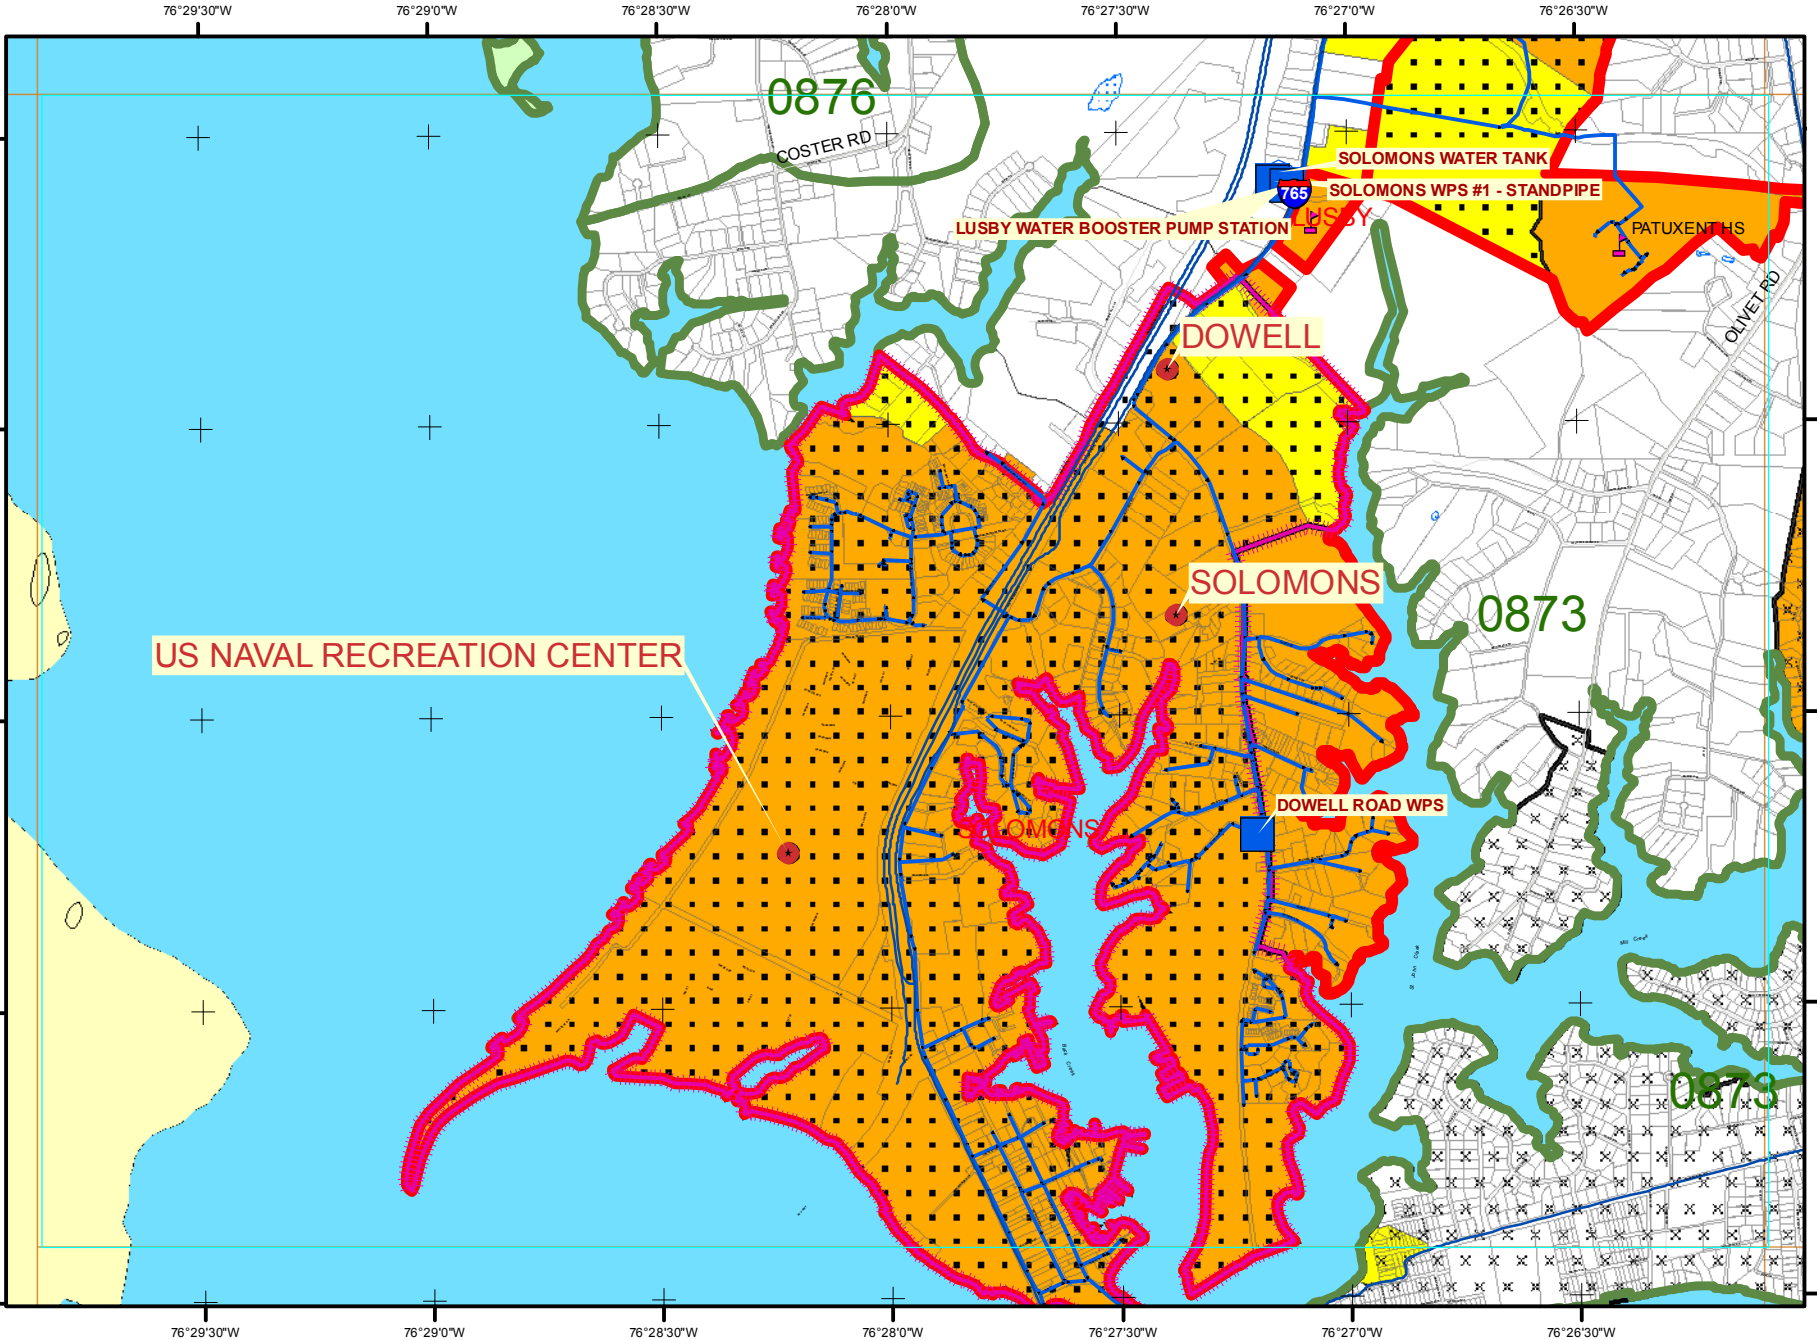 76°29'30"W
76°29'0"W
76°28'30"W
76°28'0"W
76°27'30"W
76°27'0"W
76°26'30"W
0876
COSTER RD
SOLOMONS WATER TANK
765
SOLOMONS WPS #1 - STANDPIPE
LUSBY
LUSBY WATER BOOSTER PUMP STATION
PATUXENT HS
OLIVET RD
DOWELL
SOLOMONS
0873
US NAVAL RECREATION CENTER
DOWELL ROAD WPS
SOLOMONS
Mill Creek
0873
76°29'30"W
76°29'0"W
76°28'30"W
76°28'0"W
76°27'30"W
76°27'0"W
76°26'30"W